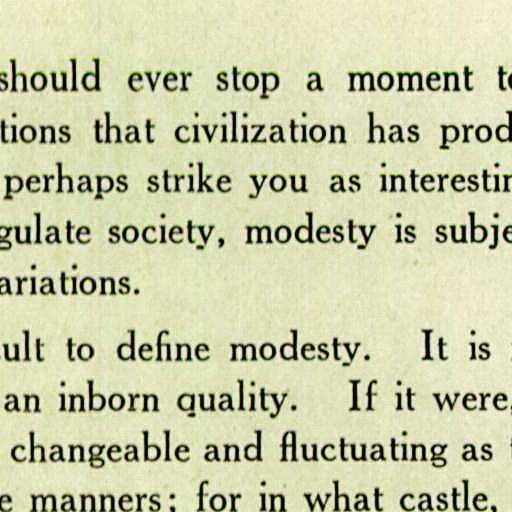 should ever stop a moment to
tions that civilization has prod
perhaps strike you as interestin
gulate society, modesty is subje
ariations.
ult to define modesty. It is
an inborn quality. If it were,
changeable and fluctuating as
e manners; for in what castle,